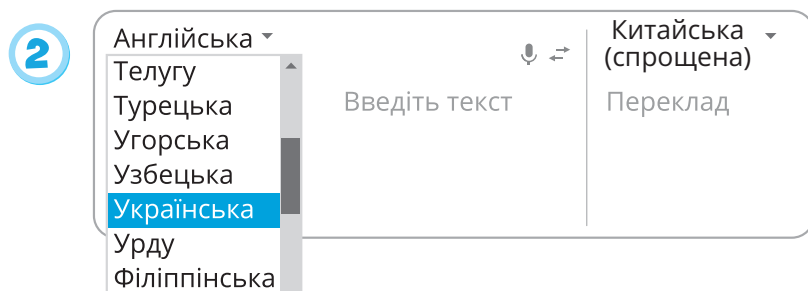 2
Англійська
Телугу
Турецька
Угорська
Узбецька
Українська
Урду
Філіппінська
Введіть текст
Китайська
(спрощена)
Переклад